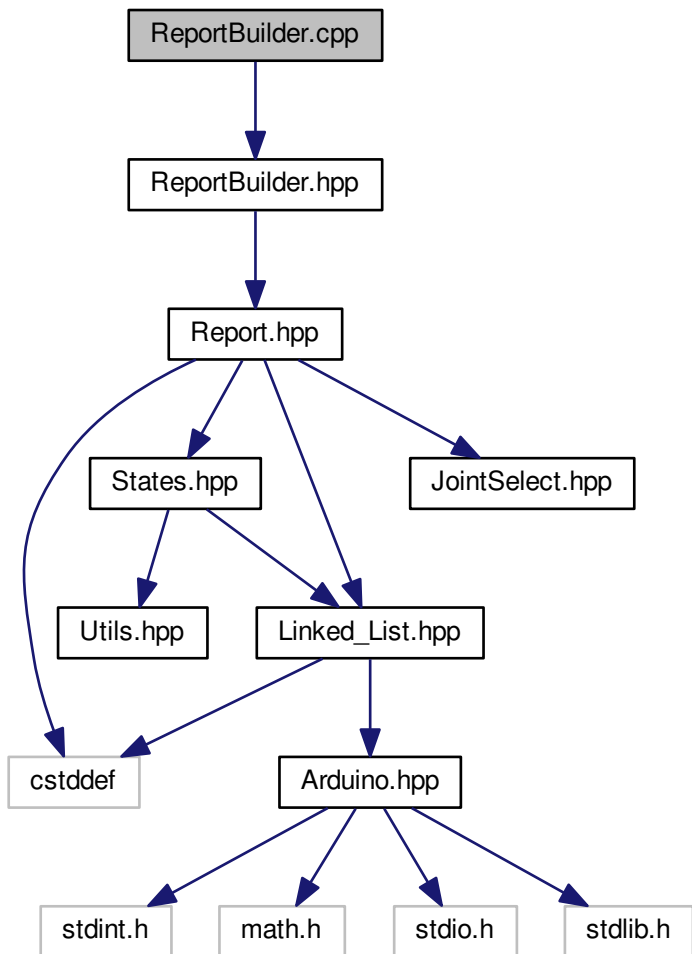 ReportBuilder.cpp
ReportBuilder.hpp
Report.hpp
States.hpp
JointSelect.hpp
Utils.hpp
Linked_List.hpp
cstddef
Arduino.hpp
stdint.h
math.h
stdio.h
stdlib.h